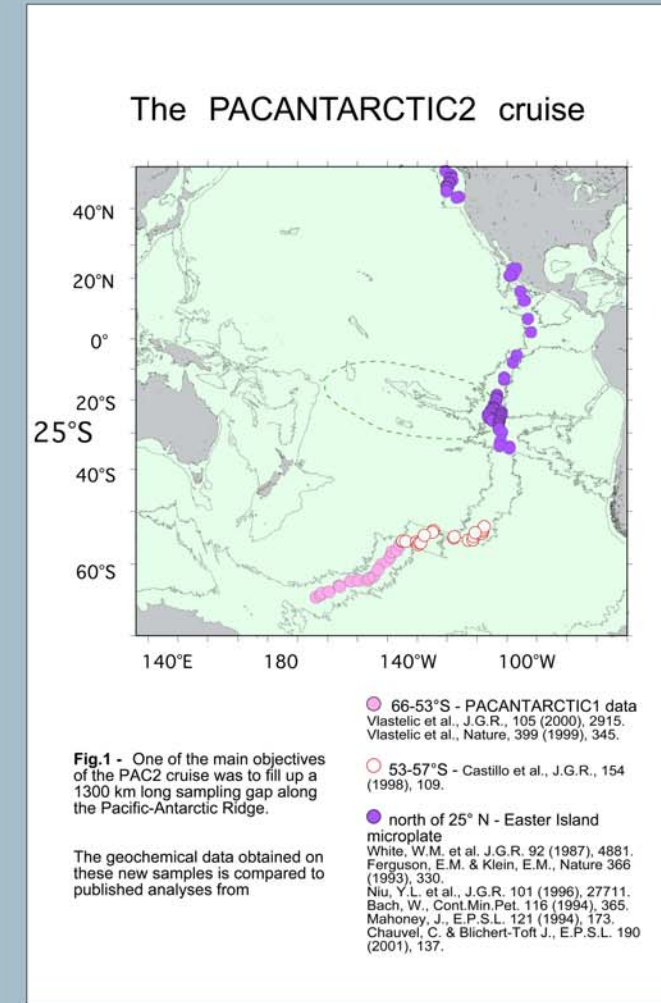 The PACANTARCTIC2 cruise
40°N
20°N
0°
20°S
25°S
40°S
60°S
140°E 180 140°W 100°W
66-53°S - PACANTARCTIC1 data
Vlastelic et al., J.G.R., 105 (2000), 2915.
Vlastelic et al., Nature, 399 (1999), 345.
53-57°S - Castillo et al., J.G.R., 154
(1998), 109.
north of 25° N - Easter Island
microplate
White, W.M. et al. J.G.R. 92 (1987), 4881.
Ferguson, E.M. & Klein, E.M., Nature 366
(1993), 330.
Niu, Y.L. et al., J.G.R. 101 (1996), 27711.
Bach, W., Cont.Min.Pet. 116 (1994), 365.
Mahoney, J., E.P.S.L. 121 (1994), 173.
Chauvel, C. & Blichert-Toft J., E.P.S.L. 190
(2001), 137.
Fig.1 - One of the main objectives
of the PAC2 cruise was to fill up a
1300 km long sampling gap along
the Pacific-Antarctic Ridge.
The geochemical data obtained on
these new samples is compared to
published analyses from